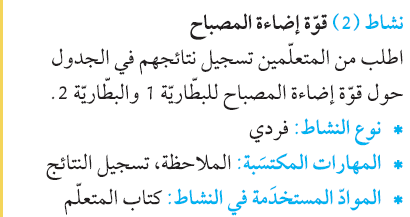 نشاط (2) قوّة إضاءة المصباح
اطلب من المتعلّمين تسجيل نتائجهم في الجدول
حول قوّة إضاءة المصباح للبطّاريّة 1 والبطّاريّة 2.
* نوع النشاط: فردي
* المهارات المكتسَبة: الملاحظة، تسجيل النتائج
* الموادّ المستخدَمة في النشاط: كتاب المتعلّم